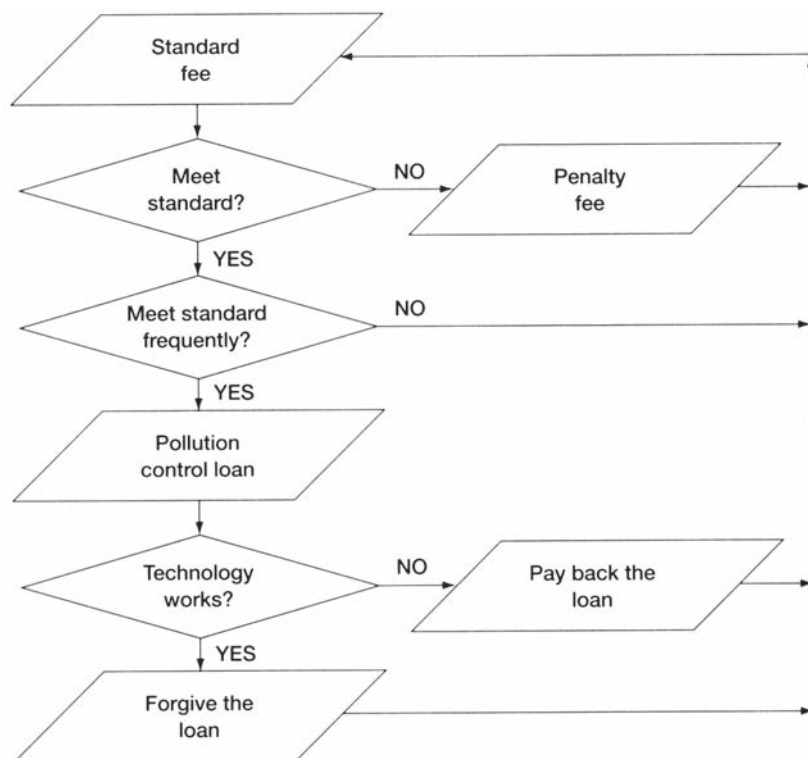 Standard
fee
Meet
standard?
NO
Penalty
fee
YES
Meet standard
frequently?
NO
YES
Pollution
control loan
Technology
works?
NO
Pay back the
loan
YES
Forgive the
loan